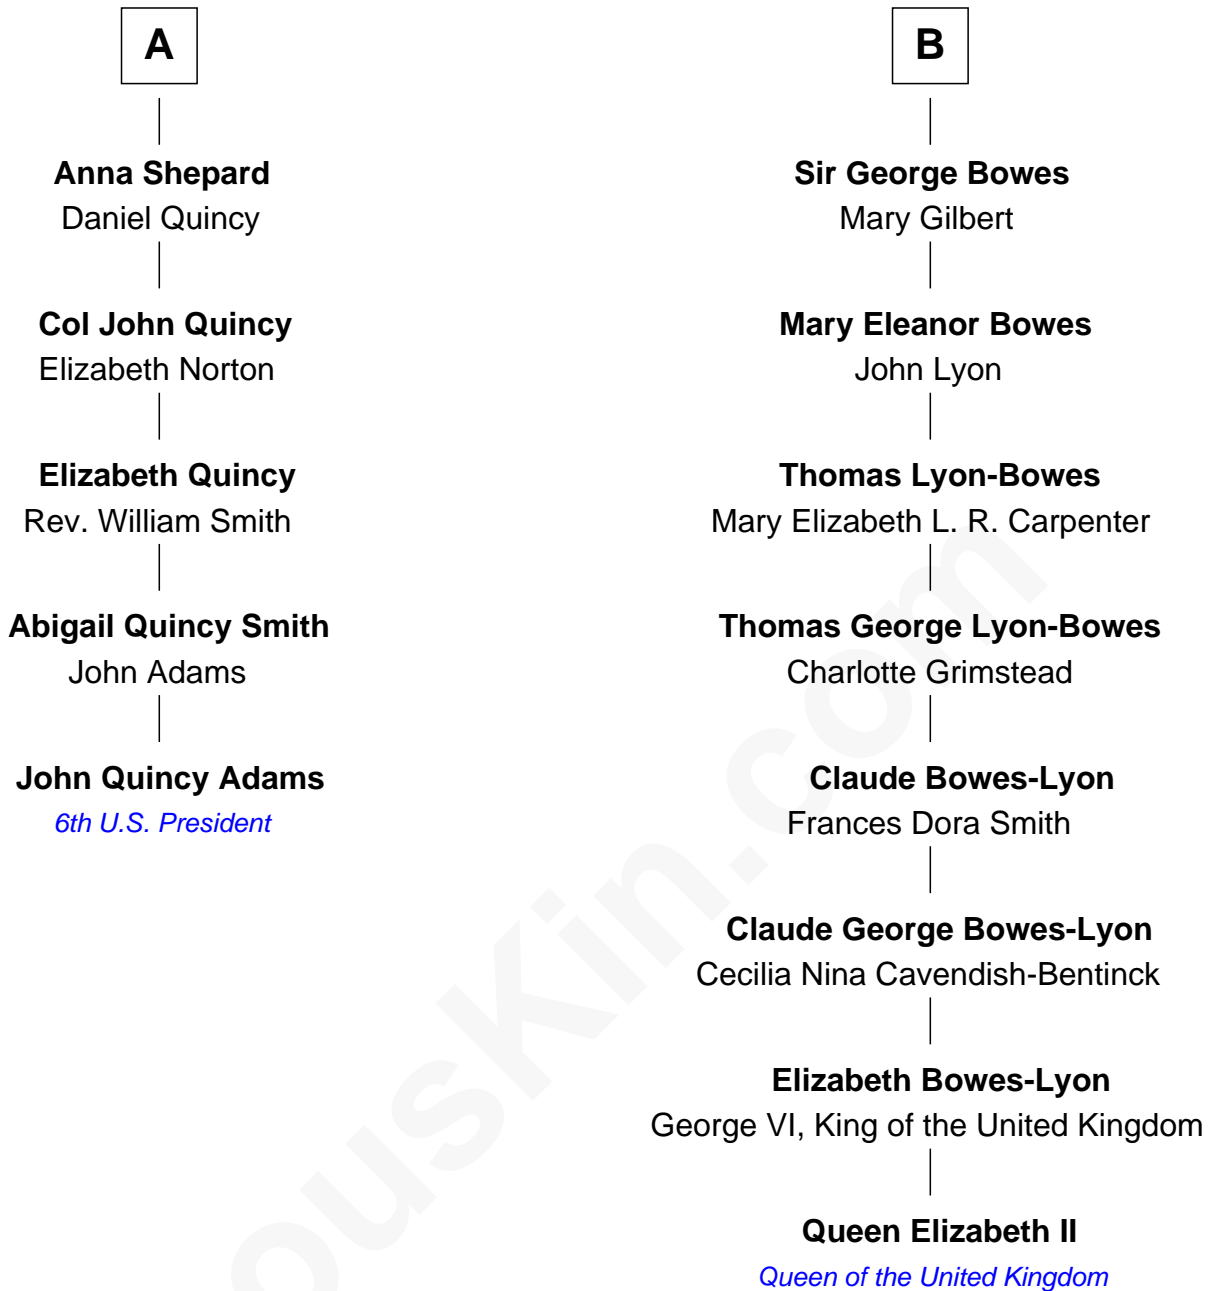 A
Anna Shepard
Daniel Quincy
Col John Quincy
Elizabeth Norton
Elizabeth Quincy
Rev. William Smith
Abigail Quincy Smith
John Adams
John Quincy Adams
6th U.S. President
B
Sir George Bowes
Mary Gilbert
Mary Eleanor Bowes
John Lyon
Thomas Lyon-Bowes
Mary Elizabeth L. R. Carpenter
Thomas George Lyon-Bowes
Charlotte Grimstead
Claude Bowes-Lyon
Frances Dora Smith
Claude George Bowes-Lyon
Cecilia Nina Cavendish-Bentinck
Elizabeth Bowes-Lyon
George VI, King of the United Kingdom
Queen Elizabeth II
Queen of the United Kingdom
ousKin.com